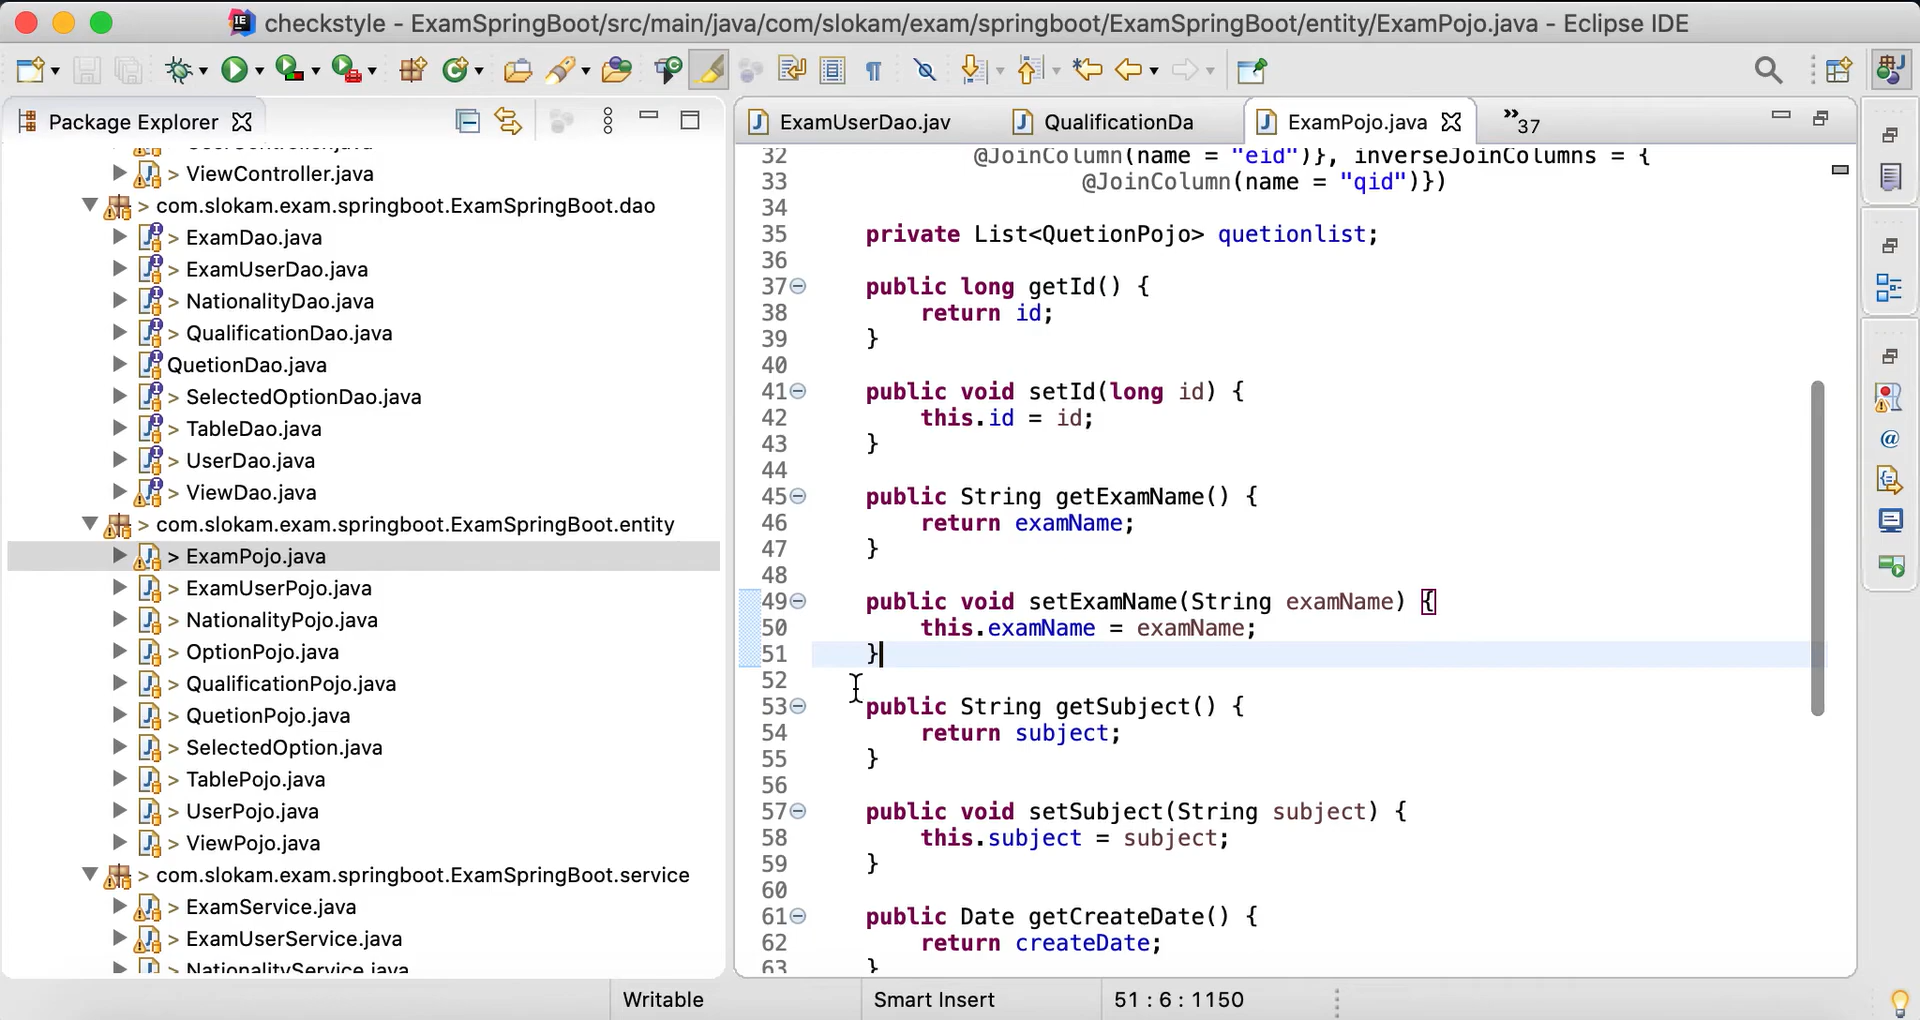 checkstyle - ExamSpringBoot/src/main/java/com/slokam/exam/springboot/ExamSpringBoot/entity/ExamPojo.java - Eclipse IDE
Package Explorer
> ViewController.java
> com.slokam.exam.springboot.ExamSpringBoot.dao
> ExamDao.java
> ExamUserDao.java
> NationalityDao.java
> QualificationDao.java
QuetionDao.java
> SelectedOptionDao.java
> TableDao.java
> UserDao.java
> ViewDao.java
> com.slokam.exam.springboot.ExamSpringBoot.entity
> ExamPojo.java
> ExamUserPojo.java
> NationalityPojo.java
> OptionPojo.java
> QualificationPojo.java
> QuetionPojo.java
> SelectedOption.java
> TablePojo.java
> UserPojo.java
> ViewPojo.java
> com.slokam.exam.springboot.ExamSpringBoot.service
> ExamService.java
> ExamUserService.java
> NationalityService.java
ExamUserDao.jav
QualificationDa
ExamPojo.java
»37
32 @JoinColumn(name = "eid")}, inverseJoinColumns = {
33 @JoinColumn(name = "qid")})
34
35 private List<QuetionPojo> quetionlist;
36
37 public long getId() {
38 return id;
39 }
40
41 public void setId(long id) {
42 this.id = id;
43 }
44
45 public String getExamName() {
46 return examName;
47 }
48
49 public void setExamName(String examName) {
50 this.examName = examName;
51 }
52
53 public String getSubject() {
54 return subject;
55 }
56
57 public void setSubject(String subject) {
58 this.subject = subject;
59 }
60
61 public Date getCreateDate() {
62 return createDate;
63 }
Writable
Smart Insert
51 : 6 : 1150